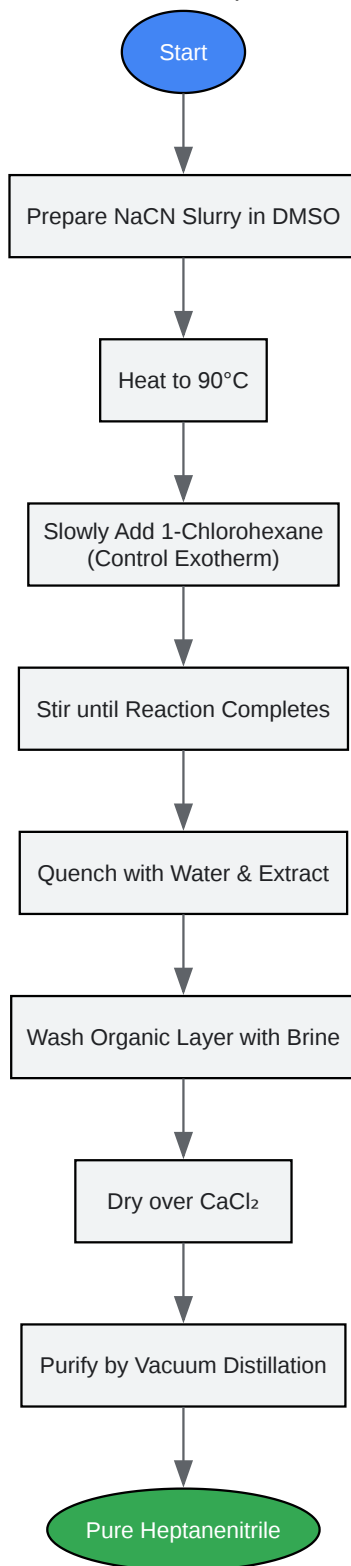 Start
Prepare NaCN Slurry in DMSO
Heat to 90°C
Slowly Add 1-Chlorohexane
(Control Exotherm)
Stir until Reaction Completes
Quench with Water & Extract
Wash Organic Layer with Brine
Dry over CaCl₂
Purify by Vacuum Distillation
Pure Heptanenitrile